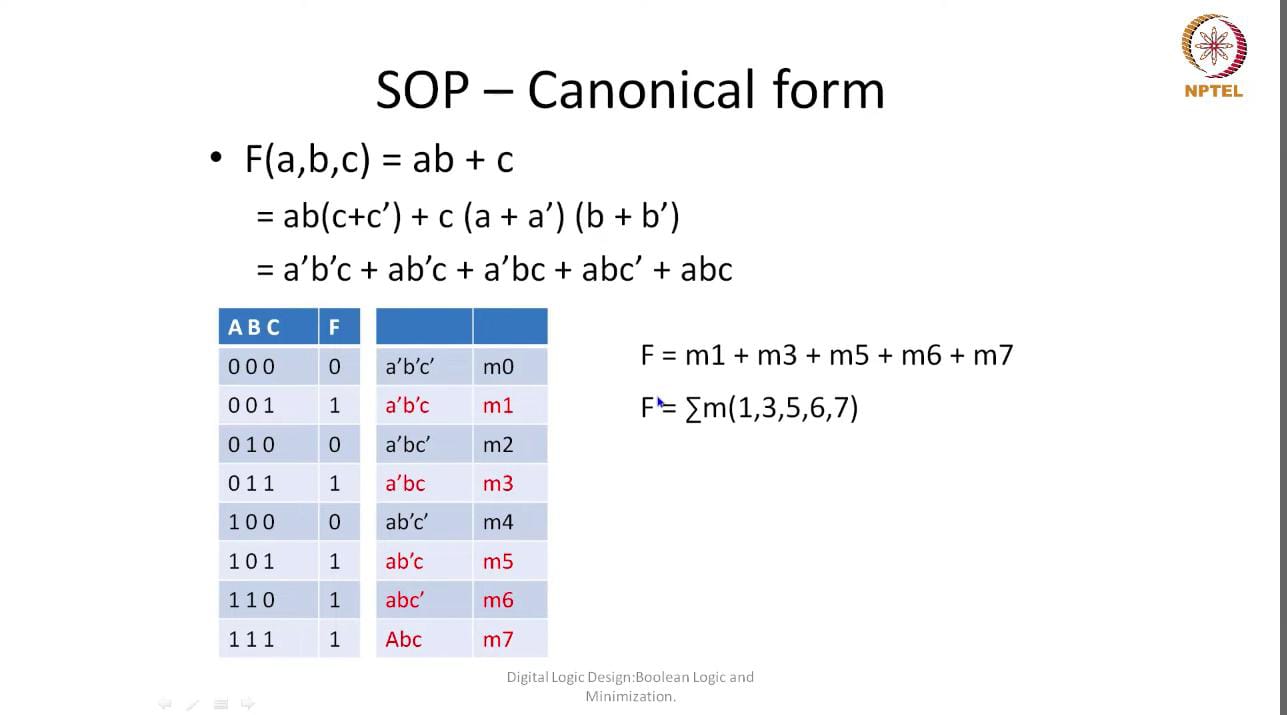 NPTEL
SOP – Canonical form
• F(a,b,c) = ab + c
= ab(c+c’) + c (a + a’) (b + b’)
= a’b’c + ab’c + a’bc + abc’ + abc
A B C F
0 0 0 0 a’b’c’ m0
0 0 1 1 a’b’c m1
0 1 0 0 a’bc’ m2
0 1 1 1 a’bc m3
1 0 0 0 ab’c’ m4
1 0 1 1 ab’c m5
1 1 0 1 abc’ m6
1 1 1 1 Abc m7
F = m1 + m3 + m5 + m6 + m7
F = ∑m(1,3,5,6,7)
Digital Logic Design:Boolean Logic and
Minimization.